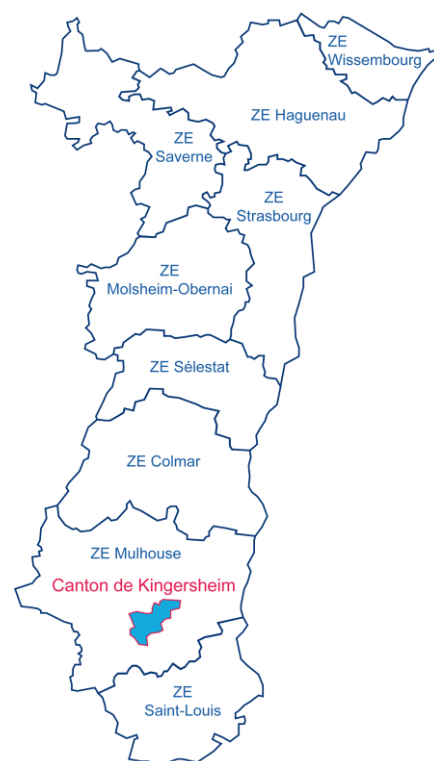 ZE
Wissembourg
ZE Haguenau
ZE
Saverne
ZE
Strasbourg
ZE
Molsheim-Obernai
ZE Sélestat
ZE Colmar
ZE Mulhouse
Canton de Kingersheim
ZE
Saint-Louis